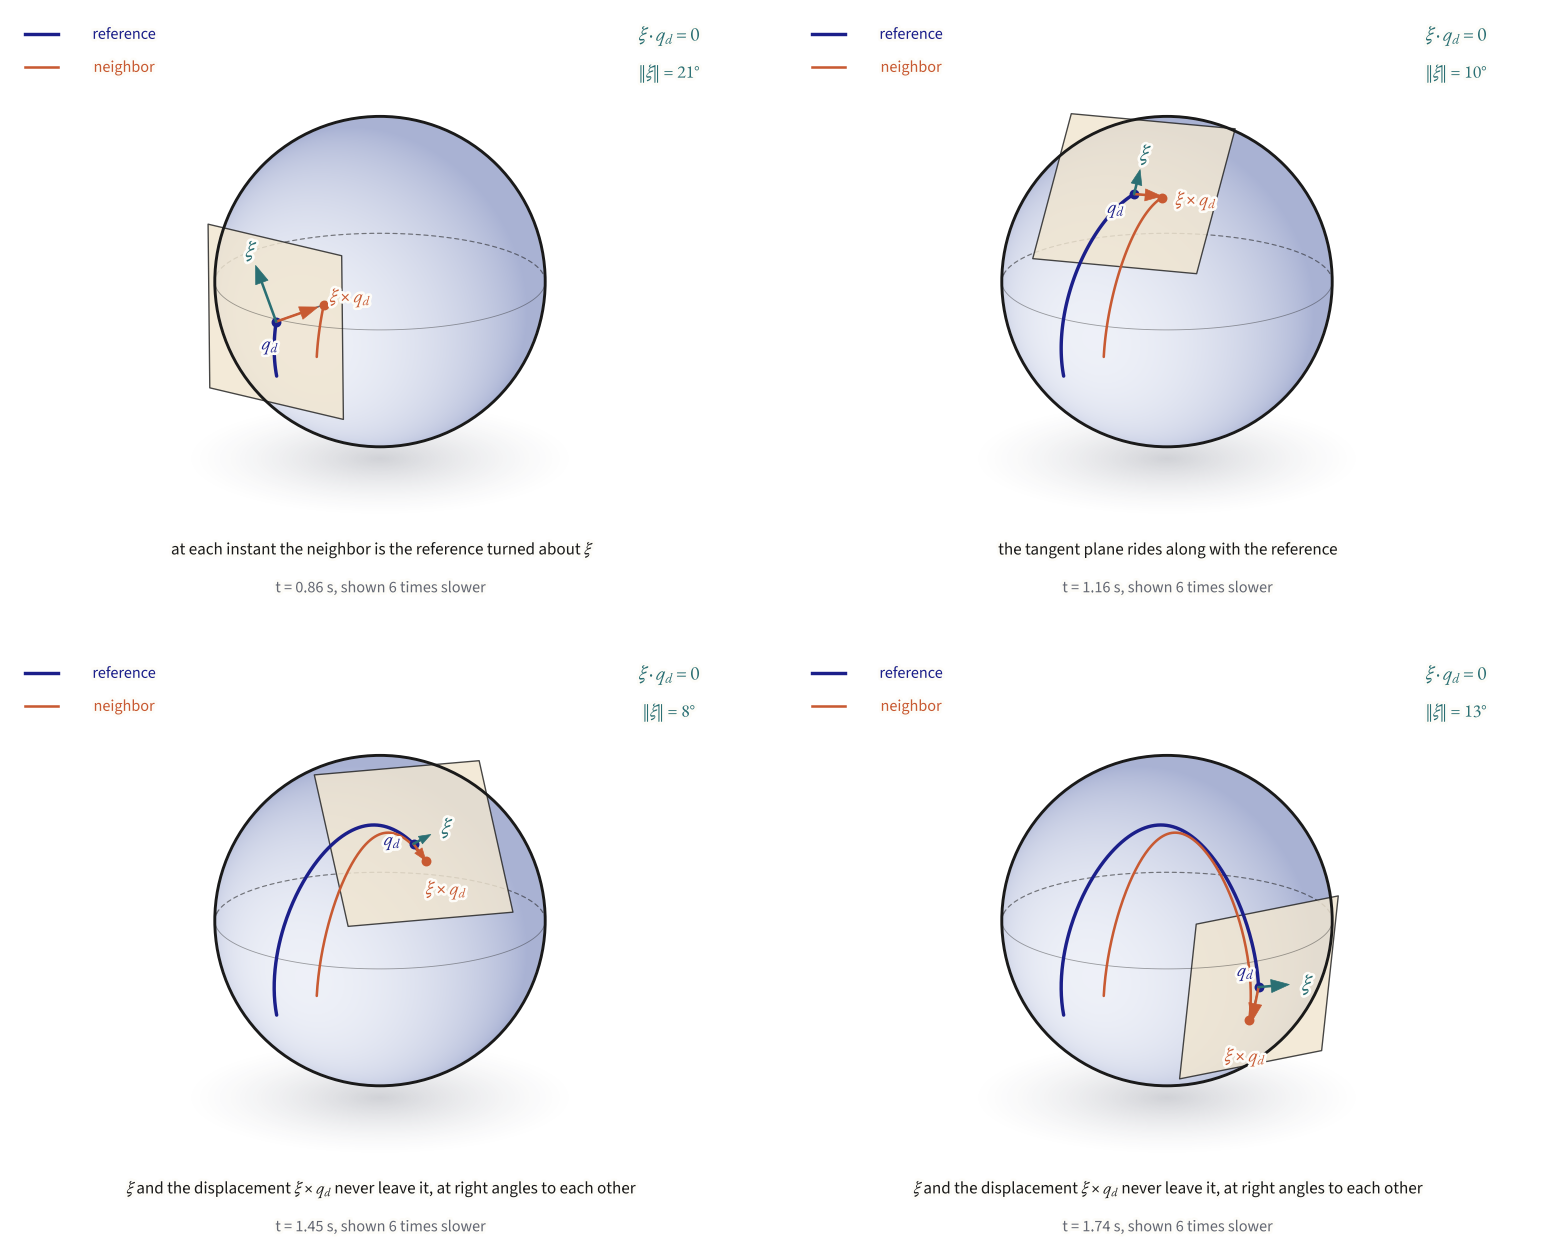 reference
neighbor
ξ · q_d = 0
‖ξ‖ = 21°
ξ
ξ × q_d
q_d
at each instant the neighbor is the reference turned about ξ
t = 0.86 s, shown 6 times slower
reference
neighbor
ξ · q_d = 0
‖ξ‖ = 10°
ξ
q_d
ξ × q_d
the tangent plane rides along with the reference
t = 1.16 s, shown 6 times slower
reference
neighbor
ξ · q_d = 0
‖ξ‖ = 8°
ξ
q_d
ξ × q_d
ξ and the displacement ξ × q_d never leave it, at right angles to each other
t = 1.45 s, shown 6 times slower
reference
neighbor
ξ · q_d = 0
‖ξ‖ = 13°
q_d
ξ
ξ × q_d
ξ and the displacement ξ × q_d never leave it, at right angles to each other
t = 1.74 s, shown 6 times slower